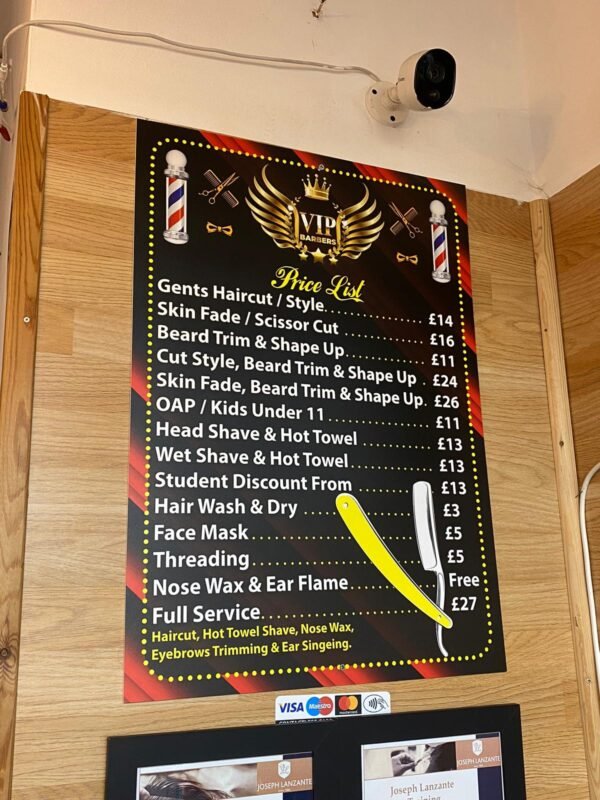 VIP
BARBERS
Price List
Gents Haircut / Style.................. £14
Skin Fade / Scissor Cut ............... £16
Beard Trim & Shape Up............... £11
Cut Style, Beard Trim & Shape Up . £24
Skin Fade, Beard Trim & Shape Up. £26
OAP / Kids Under 11 .................. £11
Head Shave & Hot Towel ............. £13
Wet Shave & Hot Towel............... £13
Student Discount From .............. £13
Hair Wash & Dry ...................... £3
Face Mask............................. £5
Threading............................. £5
Nose Wax & Ear Flame................ Free
Full Service........................... £27
Haircut, Hot Towel Shave, Nose Wax,
Eyebrows Trimming & Ear Singeing.
VISA Maestro mastercard
JOSEPH LANZANTE
JOSEPH LANZANTE
Joseph Lanzante